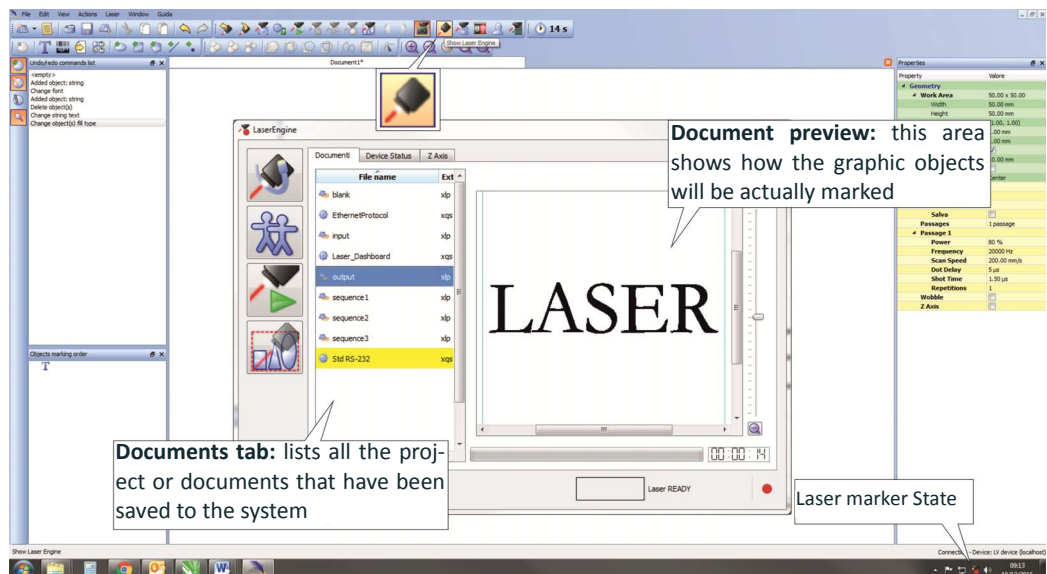 File Edit View Actions Laser Window Guida
14 s
Show Laser Engine
Undo/redo commands list
Document1*
Properties
<empty>
Added object: string
Change font
Added object: string
Delete object(s)
Change string text
Change object(s) fill type
Property Valore
Geometry
Work Area 50.00 x 50.00
Width 50.00 mm
Height 50.00 mm
Salva
Passages 1 passage
Passage 1
Power 80 %
Frequency 20000 Hz
Scan Speed 200.00 mm/s
Dot Delay 5 µs
Shot Time 1.50 µs
Repetitions 1
Wobble
Z Axis
LaserEngine
Documenti Device Status Z Axis
File name Ext
blank xlp
EthernetProtocol xqs
input xlp
Laser_Dashboard xqs
output xlp
sequence1 xlp
sequence2 xlp
sequence3 xlp
Std RS-232 xqs
LASER
Document preview: this area
shows how the graphic objects
will be actually marked
Objects marking order
T
Documents tab: lists all the proj-
ect or documents that have been
saved to the system
00:00:14
Laser READY
Laser marker State
Show Laser Engine
Device: LV device (localhost)
09:13
10/12/2015